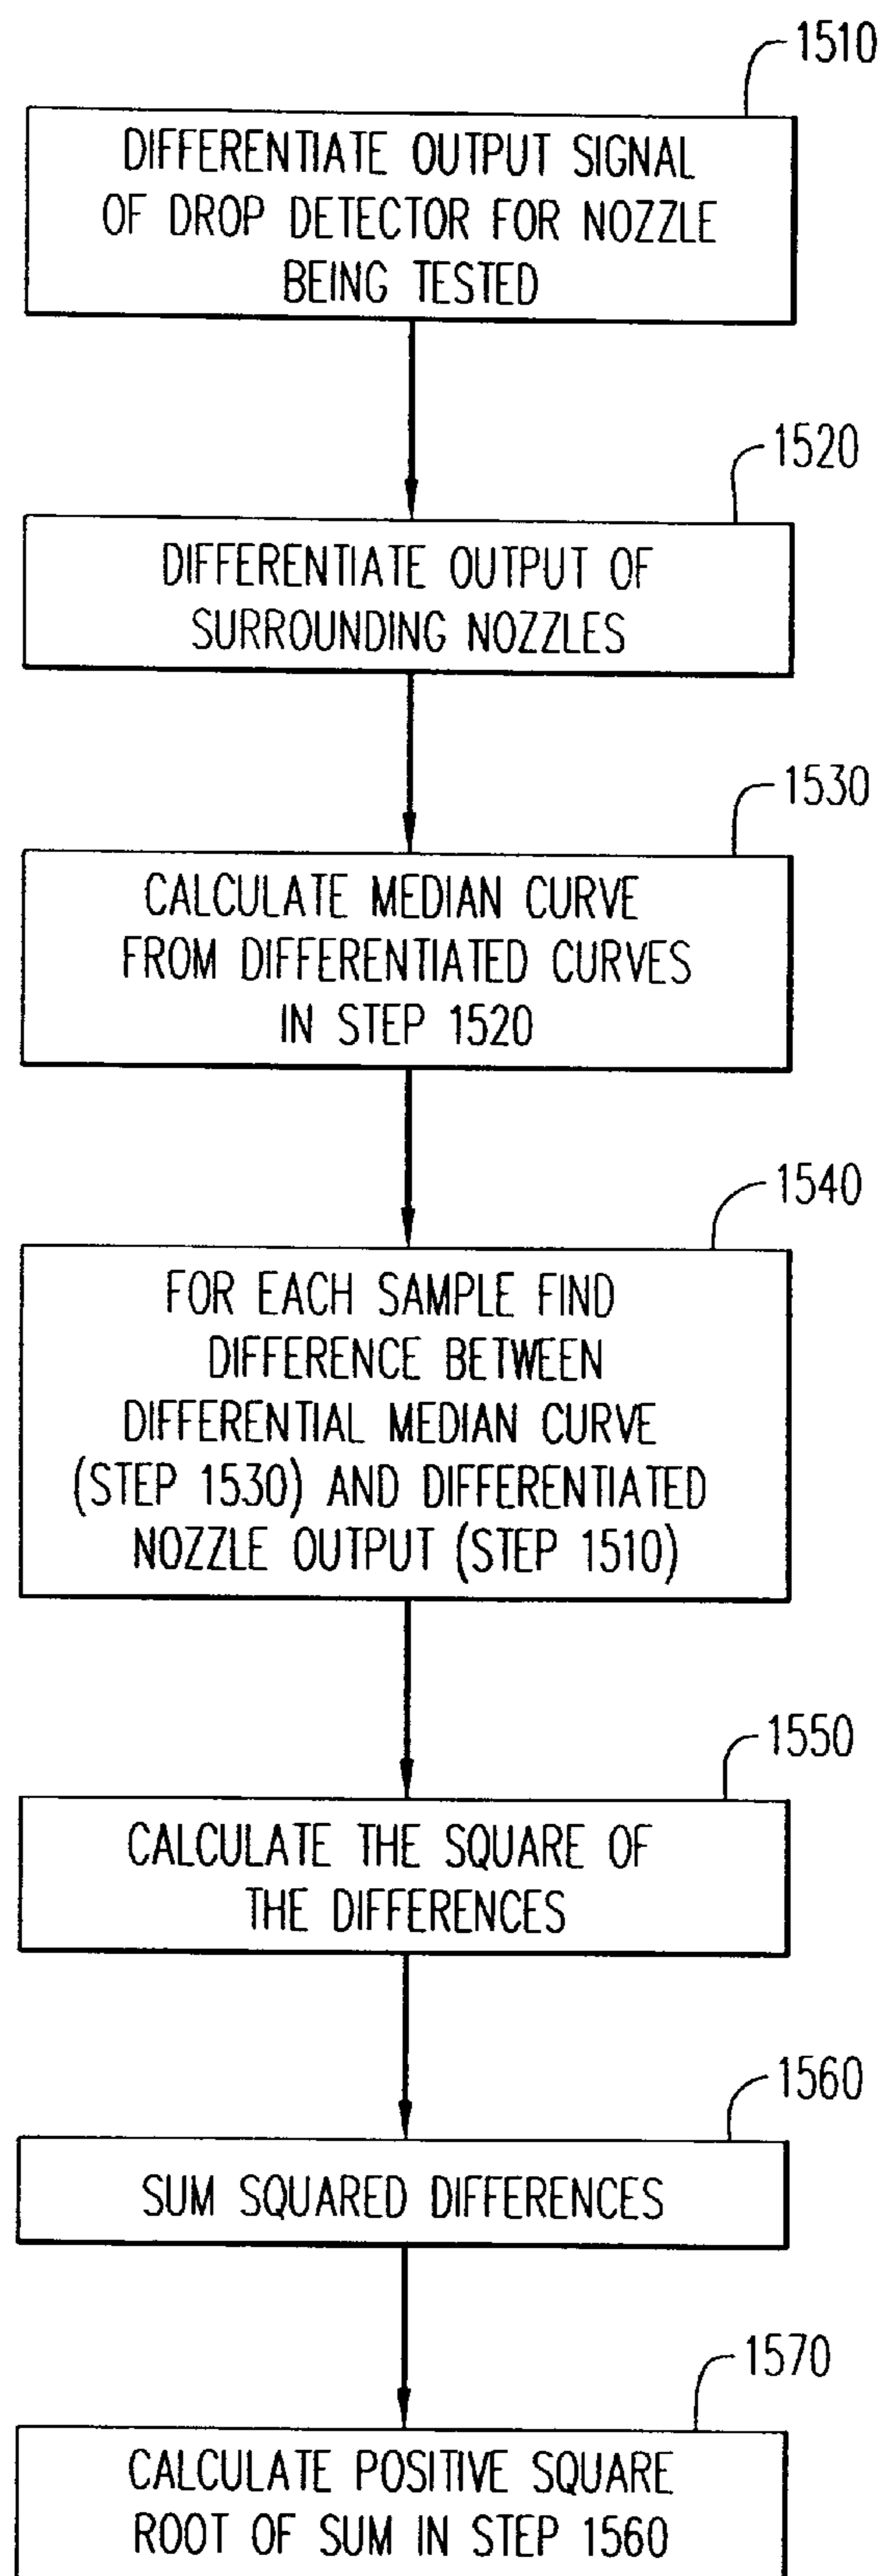 1510
DIFFERENTIATE OUTPUT SIGNAL
OF DROP DETECTOR FOR NOZZLE
BEING TESTED
1520
DIFFERENTIATE OUTPUT OF
SURROUNDING NOZZLES
1530
CALCULATE MEDIAN CURVE
FROM DIFFERENTIATED CURVES
IN STEP 1520
1540
FOR EACH SAMPLE FIND
DIFFERENCE BETWEEN
DIFFERENTIAL MEDIAN CURVE
(STEP 1530) AND DIFFERENTIATED
NOZZLE OUTPUT (STEP 1510)
1550
CALCULATE THE SQUARE OF
THE DIFFERENCES
1560
SUM SQUARED DIFFERENCES
1570
CALCULATE POSITIVE SQUARE
ROOT OF SUM IN STEP 1560